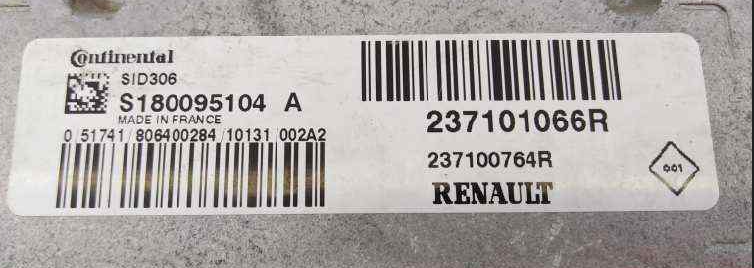 Continental
SID306
S180095104 A
MADE IN FRANCE
0 51741 806400284 10131 002A2
237101066R
237100764R
RENAULT
001